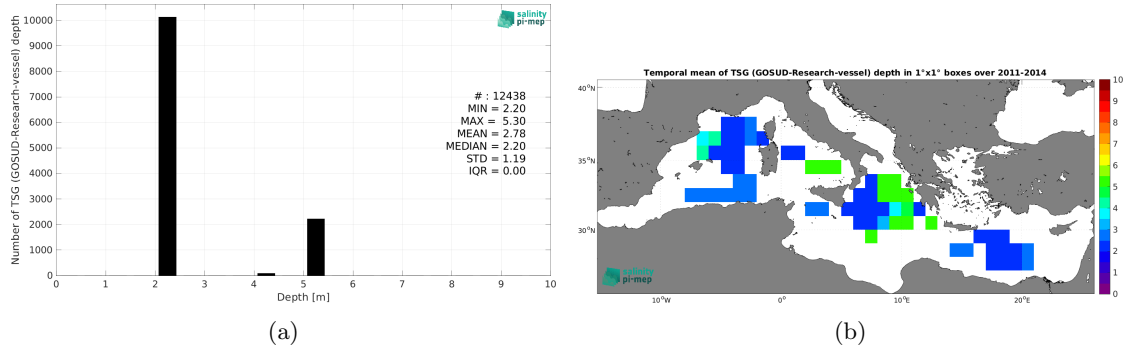 10000
9000
8000
7000
6000
5000
4000
3000
2000
1000
0
Number of TSG (GOSUD-Research-vessel) depth
salinity
pi-mep
# : 12438
MIN = 2.20
MAX = 5.30
MEAN = 2.78
MEDIAN = 2.20
STD = 1.19
IQR = 0.00
0 1 2 3 4 5 6 7 8 9 10
Depth [m]
(a)
Temporal mean of TSG (GOSUD-Research-vessel) depth in 1°x1° boxes over 2011-2014
40°N
35°N
30°N
10°W 0° 10°E 20°E
salinity
pi-mep
10
9
8
7
6
5
4
3
2
1
0
(b)